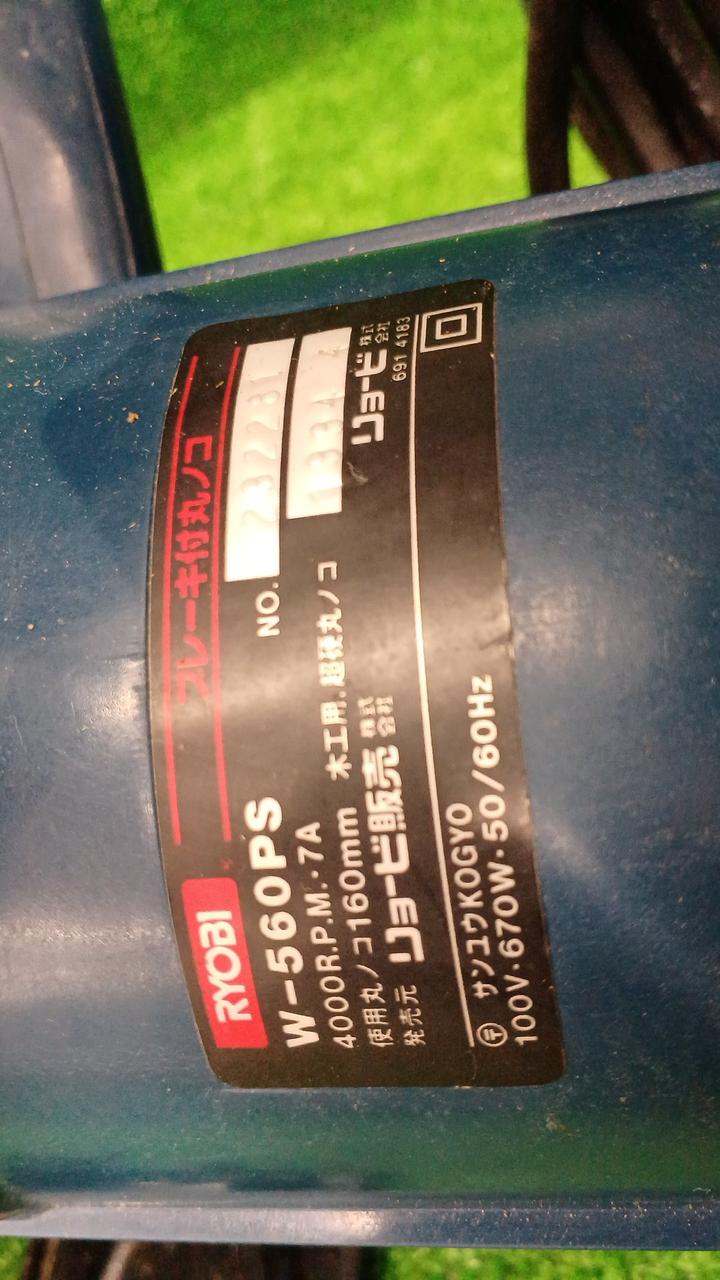 RYOBI ブレーキ付丸ノコ
W-560PS NO. 232281
4000R.P.M.・7A
使用丸ノコ160mm 木工用.超硬丸ノコ
発売元 リョービ販売 株式会社 リョービ 株式会社
691 4183
〒 サンユウKOGYO
100V・670W・50/60Hz